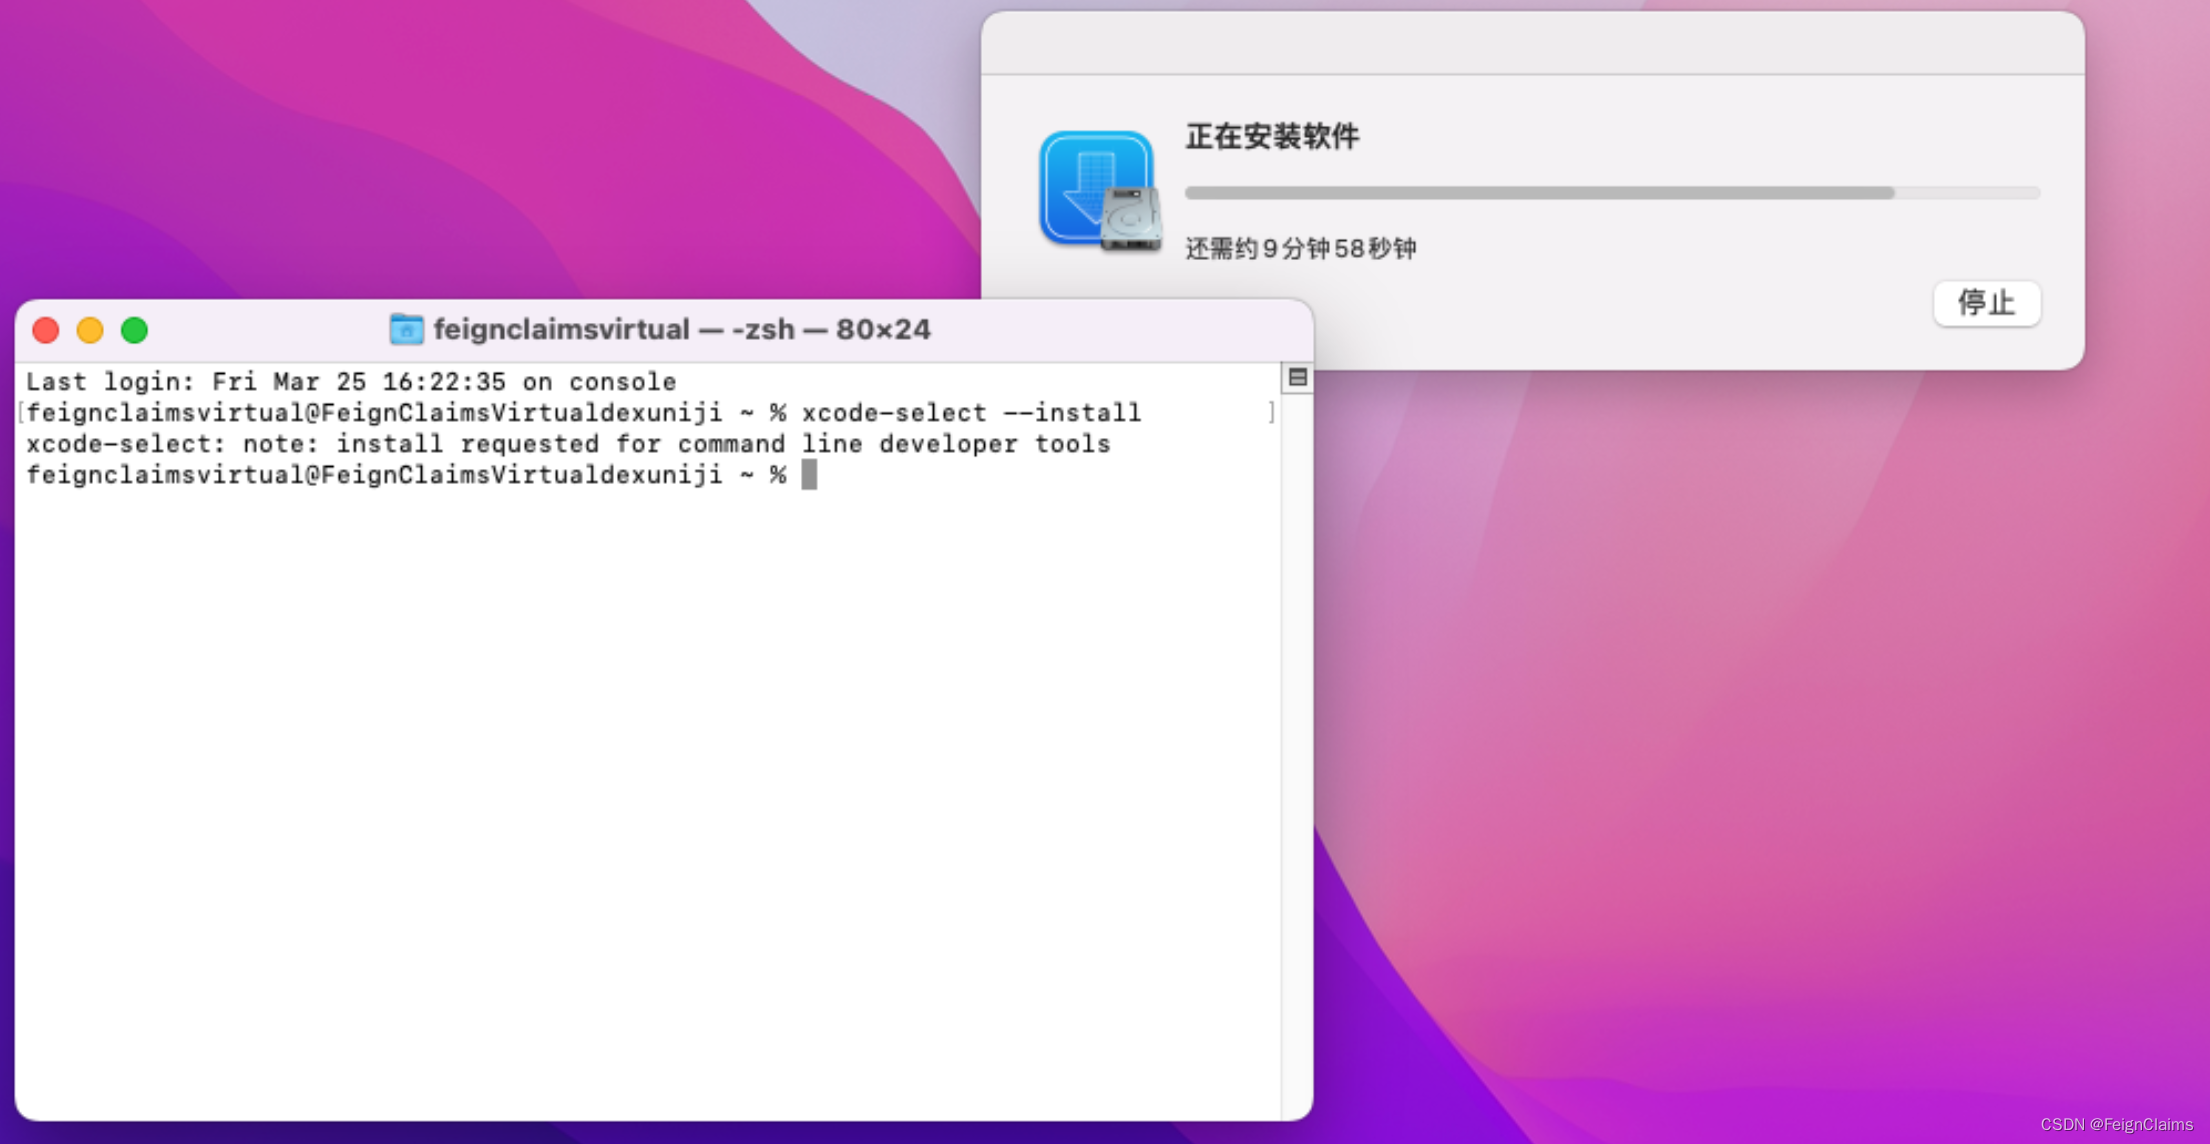 正在安装软件
还需约9分钟58秒钟
停止
feignclaimsvirtual — -zsh — 80×24
Last login: Fri Mar 25 16:22:35 on console
[feignclaimsvirtual@FeignClaimsVirtualdexuniji ~ % xcode-select --install ]
xcode-select: note: install requested for command line developer tools
feignclaimsvirtual@FeignClaimsVirtualdexuniji ~ %
CSDN @FeignClaims